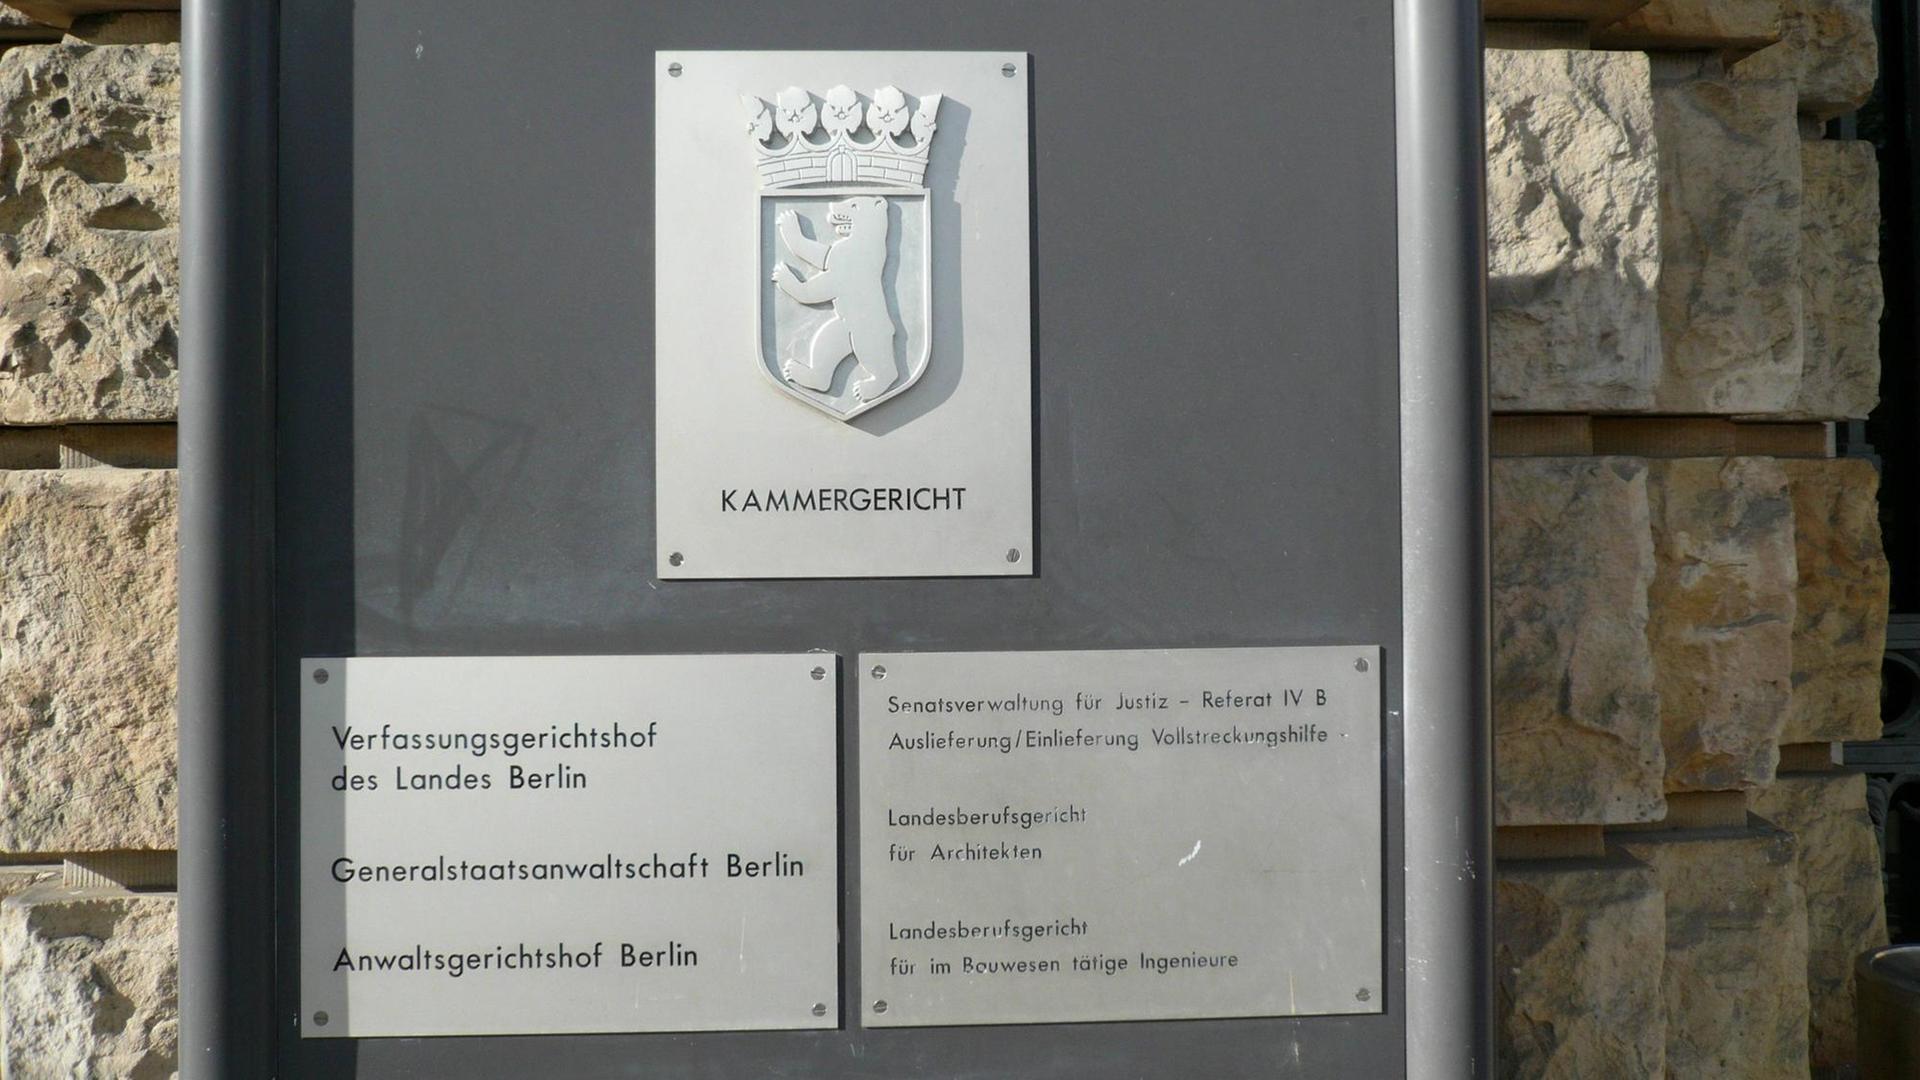 KAMMERGERICHT
Verfassungsgerichtshof
des Landes Berlin
Generalstaatsanwaltschaft Berlin
Anwaltsgerichtshof Berlin
Senatsverwaltung für Justiz – Referat IV B
Auslieferung/Einlieferung Vollstreckungshilfe
Landesberufsgericht
für Architekten
Landesberufsgericht
für im Bauwesen tätige Ingenieure